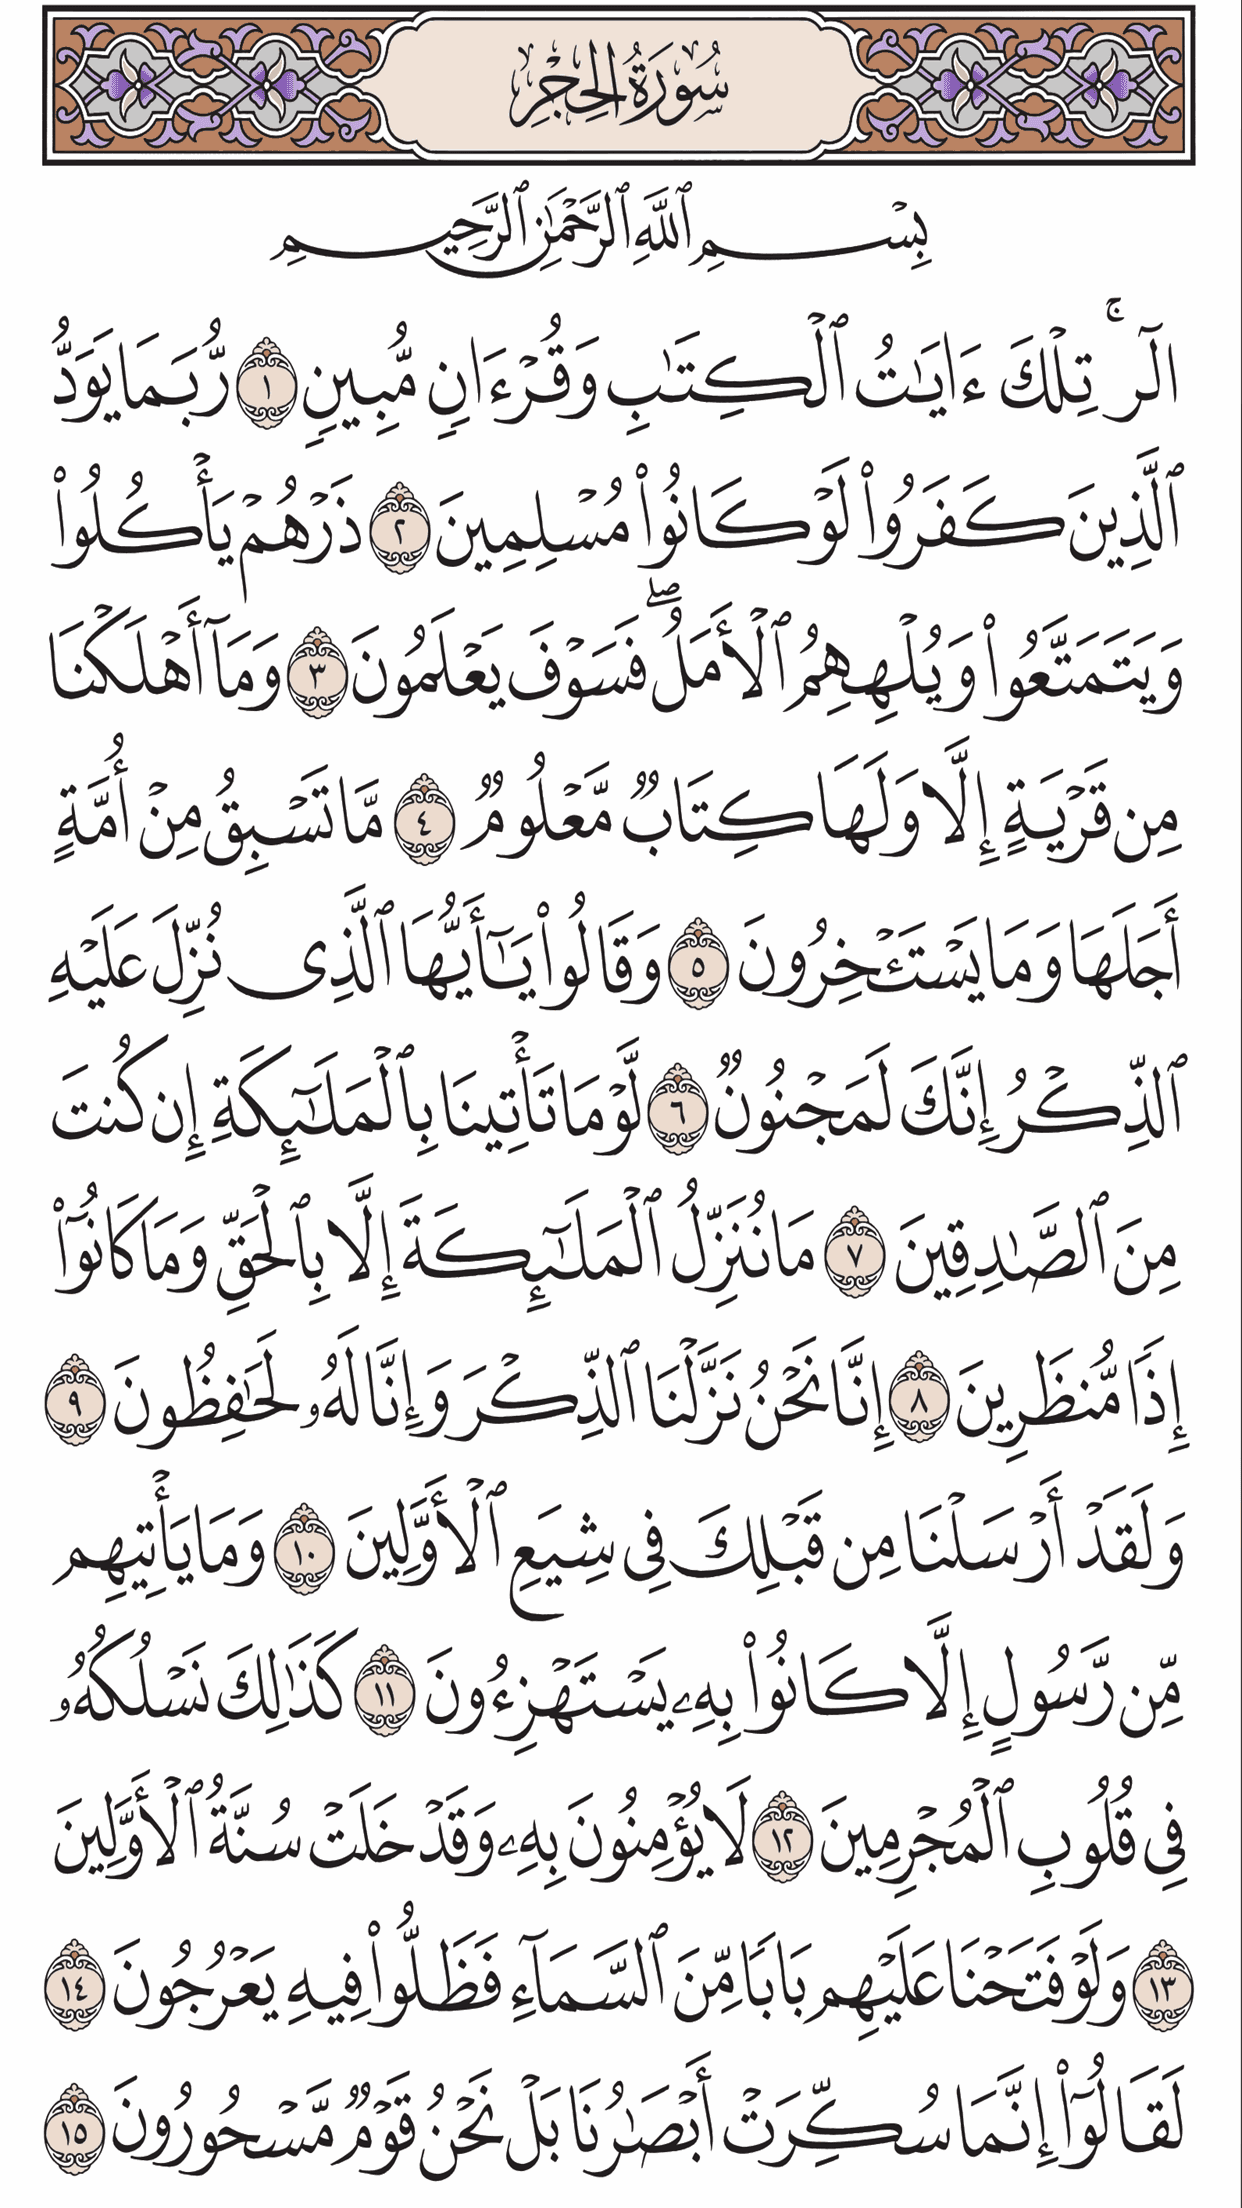 سُورَةُ الحِجْرِ
بِسْمِ ٱللَّهِ ٱلرَّحْمَٰنِ ٱلرَّحِيمِ
الٓرۚ تِلْكَ ءَايَٰتُ ٱلْكِتَٰبِ وَقُرْءَانٖ مُّبِينٖ ١ رُّبَمَا يَوَدُّ
ٱلَّذِينَ كَفَرُواْ لَوْ كَانُواْ مُسْلِمِينَ ٢ ذَرْهُمْ يَأْكُلُواْ
وَيَتَمَتَّعُواْ وَيُلْهِهِمُ ٱلْأَمَلُۖ فَسَوْفَ يَعْلَمُونَ ٣ وَمَآ أَهْلَكْنَا
مِن قَرْيَةٍ إِلَّا وَلَهَا كِتَابٞ مَّعْلُومٞ ٤ مَّا تَسْبِقُ مِنْ أُمَّةٍ
أَجَلَهَا وَمَا يَسْتَـْٔخِرُونَ ٥ وَقَالُواْ يَٰٓأَيُّهَا ٱلَّذِى نُزِّلَ عَلَيْهِ
ٱلذِّكْرُ إِنَّكَ لَمَجْنُونٞ ٦ لَّوْ مَا تَأْتِينَا بِٱلْمَلَٰٓئِكَةِ إِن كُنتَ
مِنَ ٱلصَّٰدِقِينَ ٧ مَا نُنَزِّلُ ٱلْمَلَٰٓئِكَةَ إِلَّا بِٱلْحَقِّ وَمَا كَانُوٓاْ
إِذٗا مُّنظَرِينَ ٨ إِنَّا نَحْنُ نَزَّلْنَا ٱلذِّكْرَ وَإِنَّا لَهُۥ لَحَٰفِظُونَ ٩
وَلَقَدْ أَرْسَلْنَا مِن قَبْلِكَ فِى شِيَعِ ٱلْأَوَّلِينَ ١٠ وَمَا يَأْتِيهِم
مِّن رَّسُولٍ إِلَّا كَانُواْ بِهِۦ يَسْتَهْزِءُونَ ١١ كَذَٰلِكَ نَسْلُكُهُۥ
فِى قُلُوبِ ٱلْمُجْرِمِينَ ١٢ لَا يُؤْمِنُونَ بِهِۦ وَقَدْ خَلَتْ سُنَّةُ ٱلْأَوَّلِينَ
١٣ وَلَوْ فَتَحْنَا عَلَيْهِم بَابٗا مِّنَ ٱلسَّمَآءِ فَظَلُّواْ فِيهِ يَعْرُجُونَ ١٤
لَقَالُوٓاْ إِنَّمَا سُكِّرَتْ أَبْصَٰرُنَا بَلْ نَحْنُ قَوْمٞ مَّسْحُورُونَ ١٥